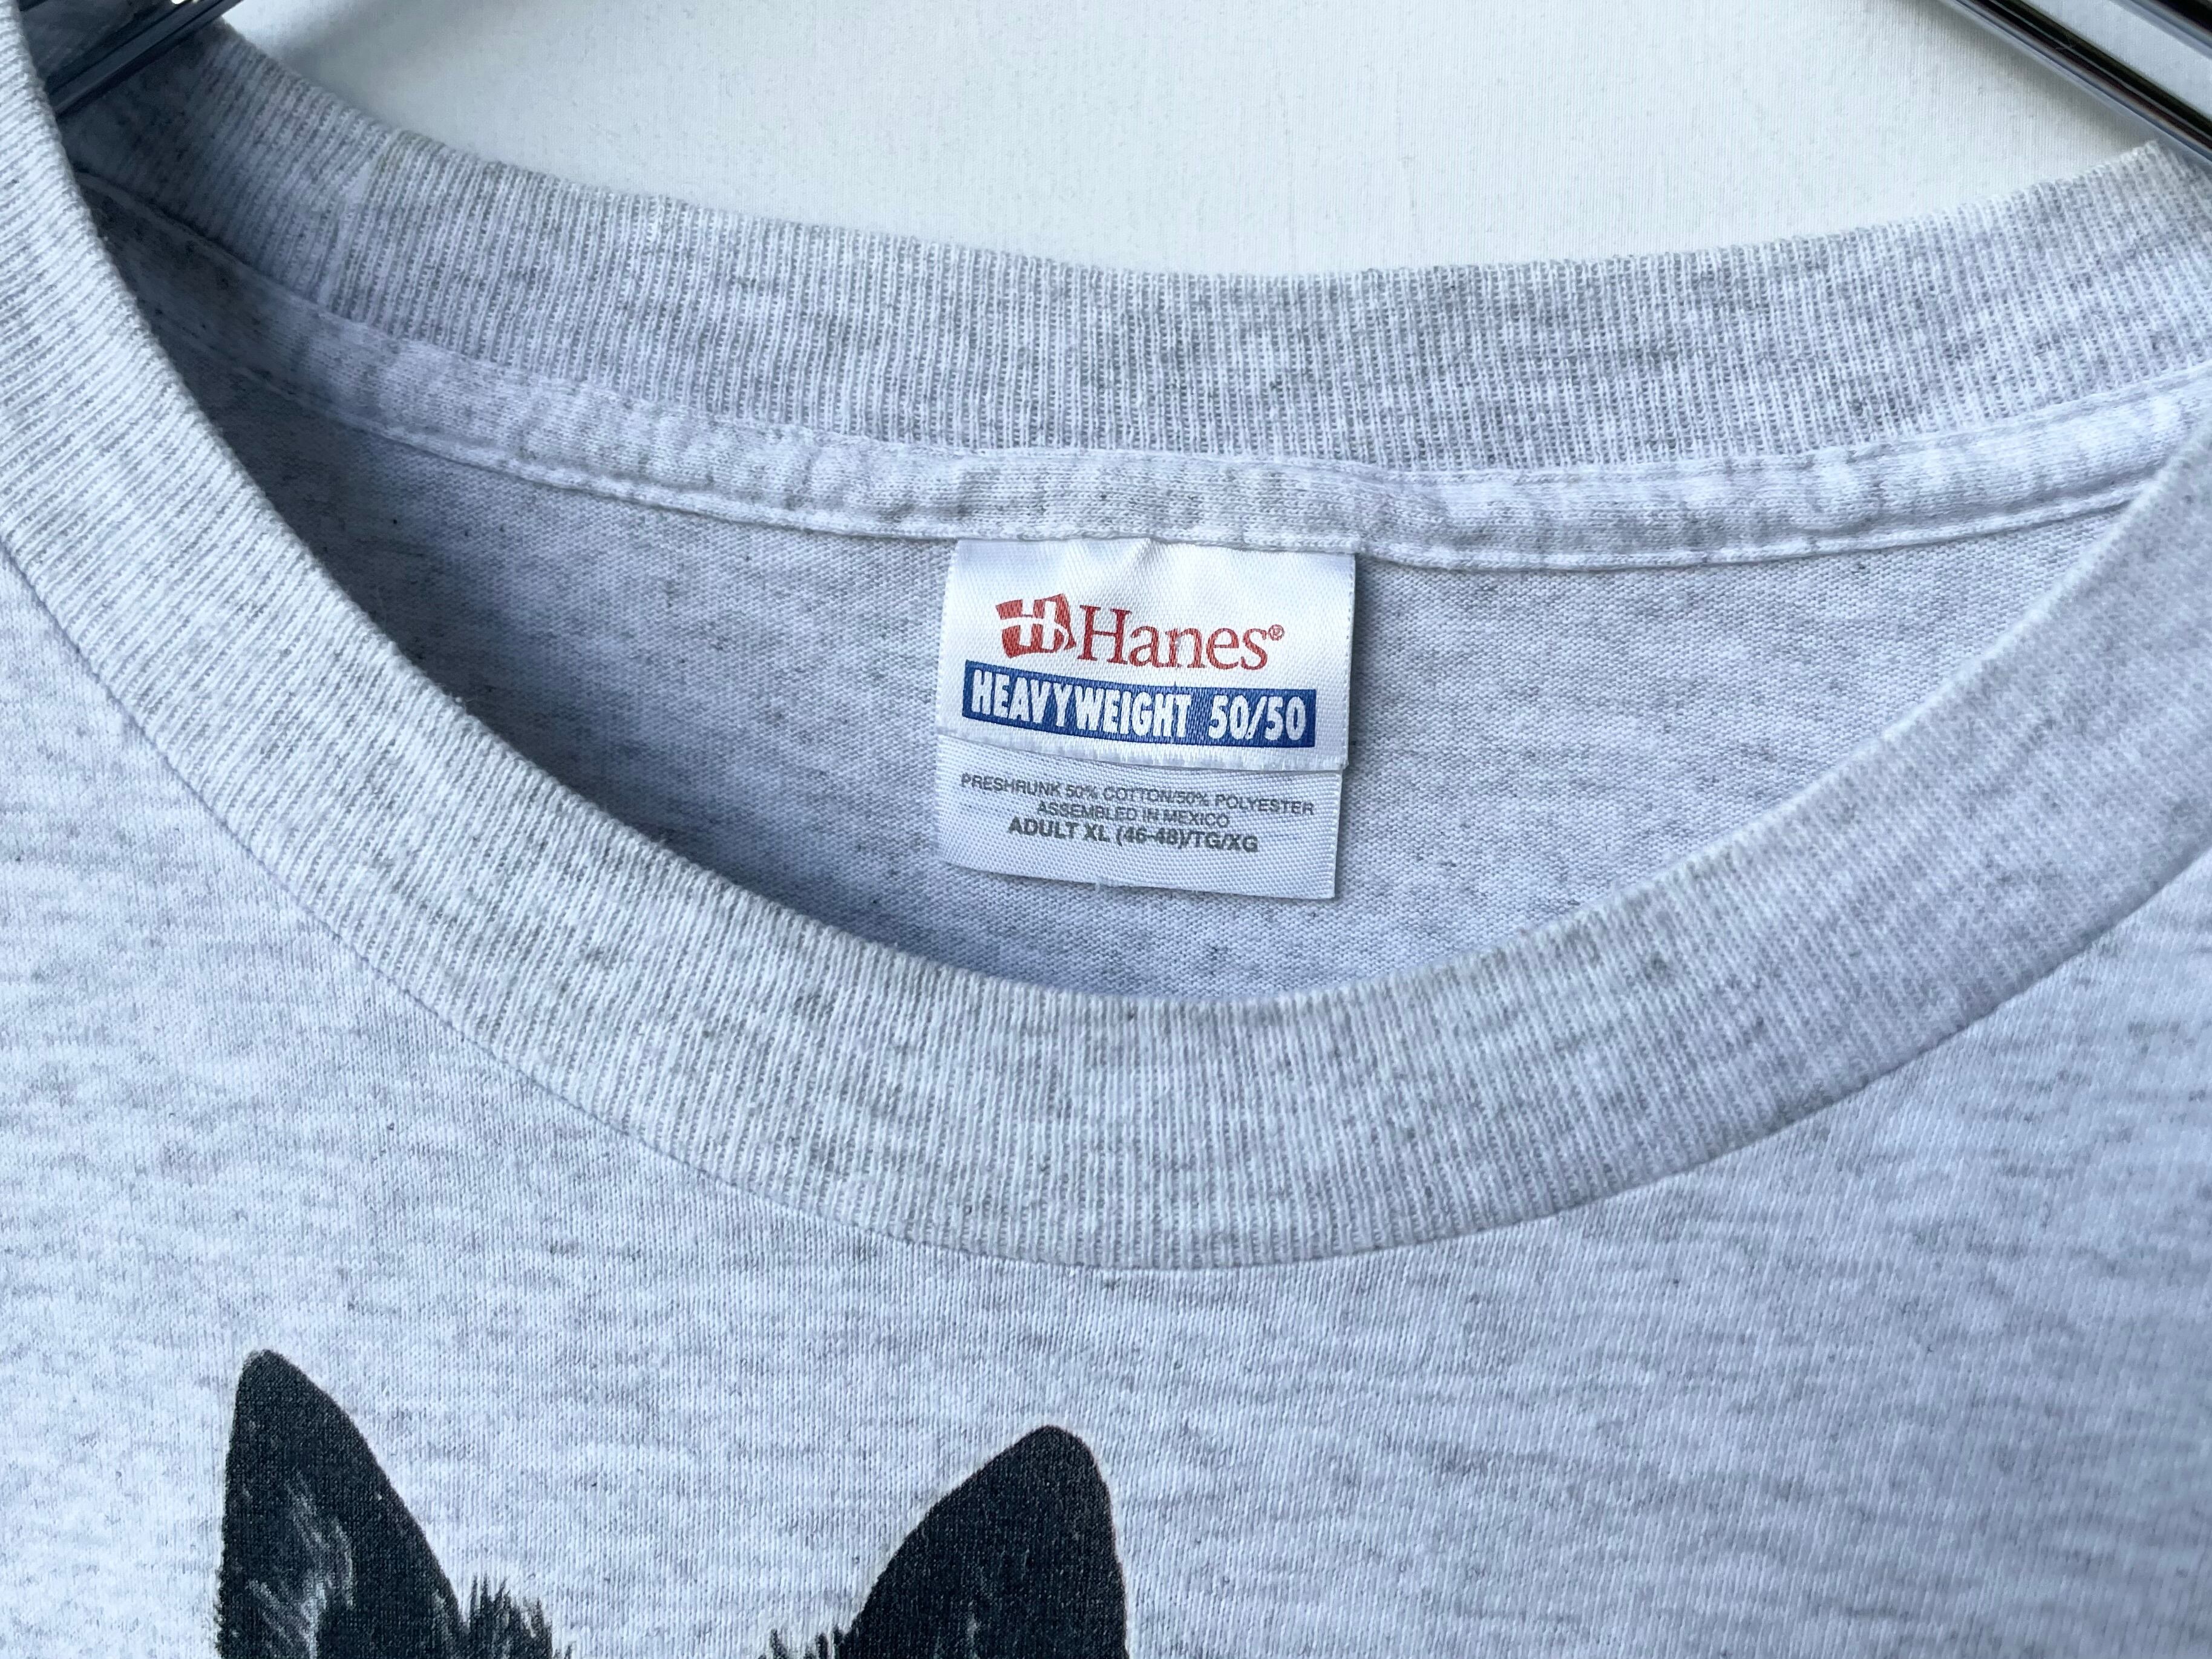 Hanes®
HEAVYWEIGHT 50/50
PRESHRUNK 50% COTTON/50% POLYESTER
ASSEMBLED IN MEXICO
ADULT XL (46-48)/TG/XG